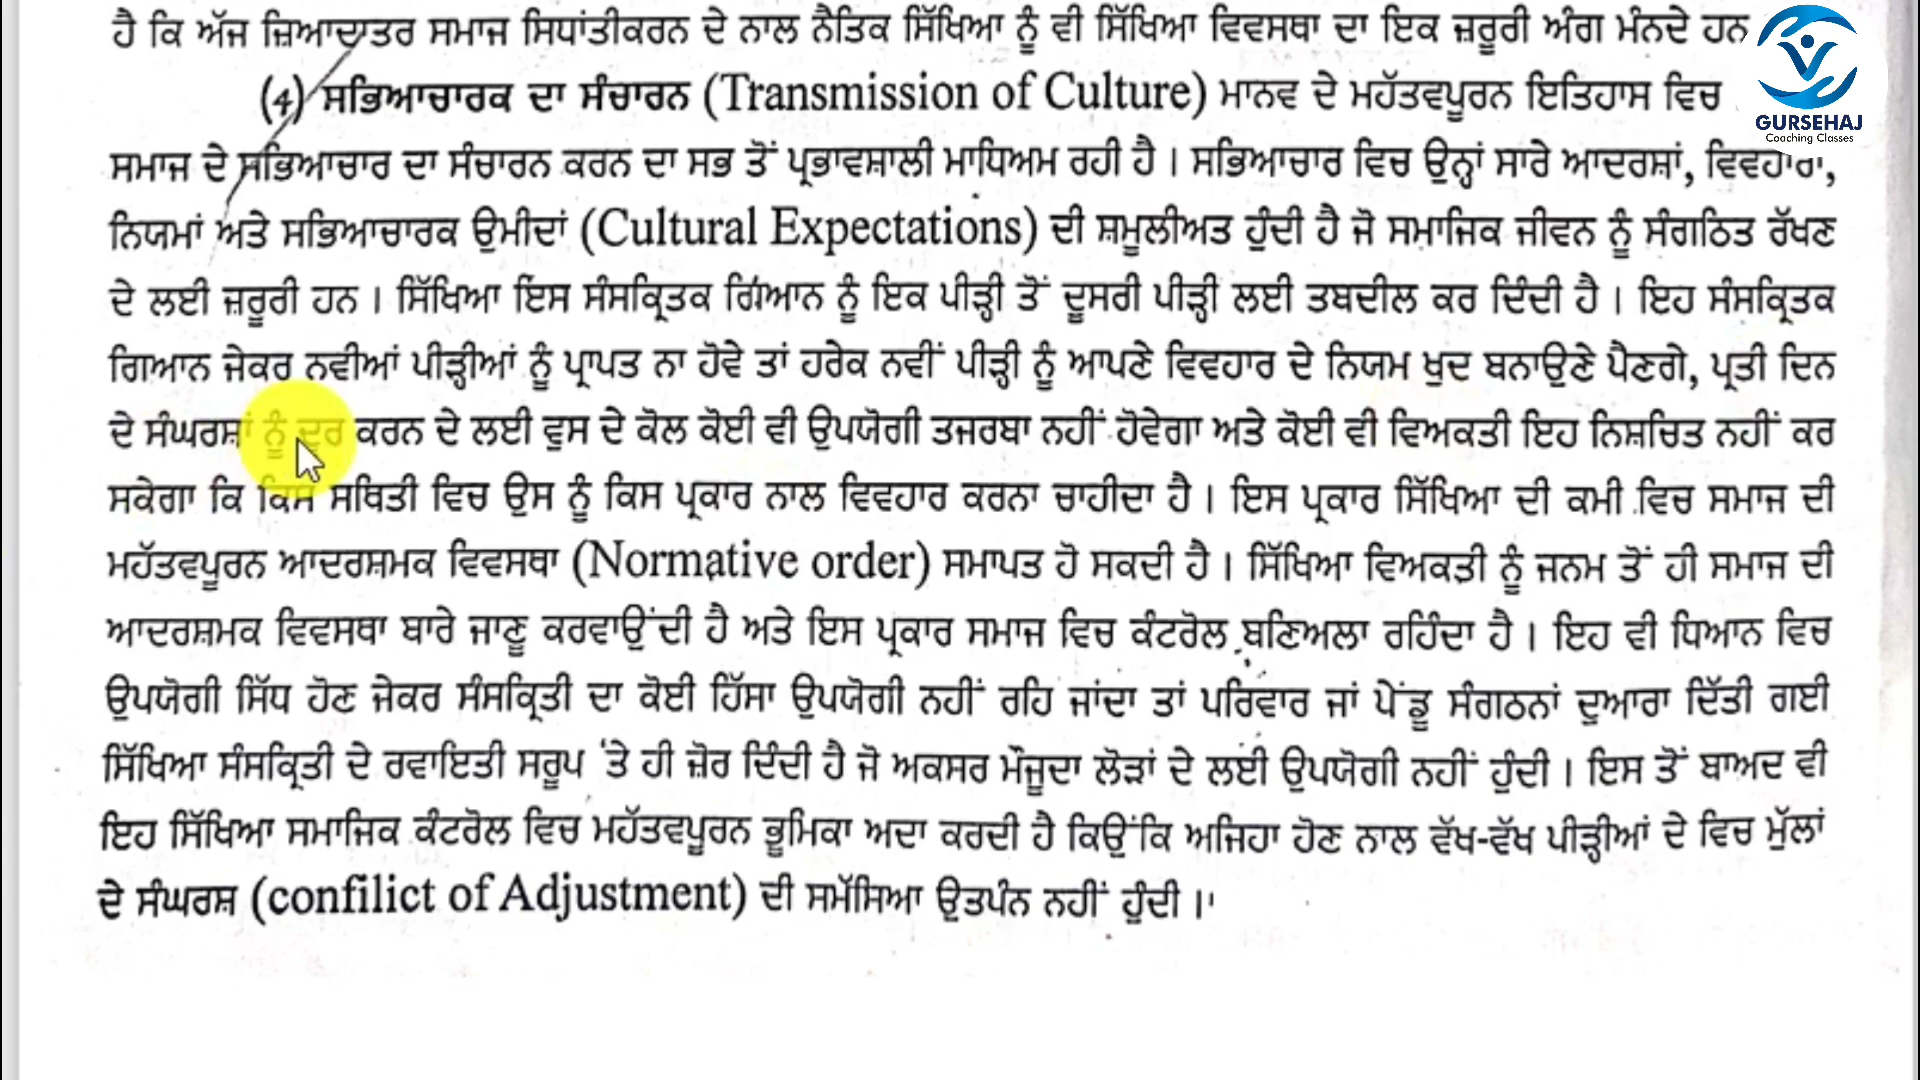 ਹੈ ਕਿ ਅੱਜ ਜ਼ਿਆਦਾਤਰ ਸਮਾਜ ਸਿਧਾਂਤੀਕਰਨ ਦੇ ਨਾਲ ਨੈਤਿਕ ਸਿੱਖਿਆ ਨੂੰ ਵੀ ਸਿੱਖਿਆ ਵਿਵਸਥਾ ਦਾ ਇਕ ਜ਼ਰੂਰੀ ਅੰਗ ਮੰਨਦੇ ਹਨ
(4) ਸਭਿਆਚਾਰਕ ਦਾ ਸੰਚਾਰਨ (Transmission of Culture) ਮਾਨਵ ਦੇ ਮਹੱਤਵਪੂਰਨ ਇਤਿਹਾਸ ਵਿਚ
GURSEHAJ
Coaching Classes
ਸਮਾਜ ਦੇ ਸਭਿਆਚਾਰ ਦਾ ਸੰਚਾਰਨ ਕਰਨ ਦਾ ਸਭ ਤੋਂ ਪ੍ਰਭਾਵਸ਼ਾਲੀ ਮਾਧਿਅਮ ਰਹੀ ਹੈ । ਸਭਿਆਚਾਰ ਵਿਚ ਉਨ੍ਹਾਂ ਸਾਰੇ ਆਦਰਸ਼ਾਂ, ਵਿਵਹਾਰਾਂ,
ਨਿਯਮਾਂ ਅਤੇ ਸਭਿਆਚਾਰਕ ਉਮੀਦਾਂ (Cultural Expectations) ਦੀ ਸ਼ਮੂਲੀਅਤ ਹੁੰਦੀ ਹੈ ਜੋ ਸਮਾਜਿਕ ਜੀਵਨ ਨੂੰ ਸੰਗਠਿਤ ਰੱਖਣ
ਦੇ ਲਈ ਜ਼ਰੂਰੀ ਹਨ । ਸਿੱਖਿਆ ਇਸ ਸੰਸਕ੍ਰਿਤਕ ਗਿਆਨ ਨੂੰ ਇਕ ਪੀੜ੍ਹੀ ਤੋਂ ਦੂਸਰੀ ਪੀੜ੍ਹੀ ਲਈ ਤਬਦੀਲ ਕਰ ਦਿੰਦੀ ਹੈ । ਇਹ ਸੰਸਕ੍ਰਿਤਕ
ਗਿਆਨ ਜੇਕਰ ਨਵੀਆਂ ਪੀੜ੍ਹੀਆਂ ਨੂੰ ਪ੍ਰਾਪਤ ਨਾ ਹੋਵੇ ਤਾਂ ਹਰੇਕ ਨਵੀਂ ਪੀੜ੍ਹੀ ਨੂੰ ਆਪਣੇ ਵਿਵਹਾਰ ਦੇ ਨਿਯਮ ਖੁਦ ਬਨਾਉਣੇ ਪੈਣਗੇ, ਪ੍ਰਤੀ ਦਿਨ
ਦੇ ਸੰਘਰਸ਼ਾਂ ਨੂੰ ਦੂਰ ਕਰਨ ਦੇ ਲਈ ਵੁਸ ਦੇ ਕੋਲ ਕੋਈ ਵੀ ਉਪਯੋਗੀ ਤਜਰਬਾ ਨਹੀਂ ਹੋਵੇਗਾ ਅਤੇ ਕੋਈ ਵੀ ਵਿਅਕਤੀ ਇਹ ਨਿਸ਼ਚਿਤ ਨਹੀਂ ਕਰ
ਸਕੇਗਾ ਕਿ ਕਿਸ ਸਥਿਤੀ ਵਿਚ ਉਸ ਨੂੰ ਕਿਸ ਪ੍ਰਕਾਰ ਨਾਲ ਵਿਵਹਾਰ ਕਰਨਾ ਚਾਹੀਦਾ ਹੈ । ਇਸ ਪ੍ਰਕਾਰ ਸਿੱਖਿਆ ਦੀ ਕਮੀ ਵਿਚ ਸਮਾਜ ਦੀ
ਮਹੱਤਵਪੂਰਨ ਆਦਰਸ਼ਮਕ ਵਿਵਸਥਾ (Normative order) ਸਮਾਪਤ ਹੋ ਸਕਦੀ ਹੈ । ਸਿੱਖਿਆ ਵਿਅਕਤੀ ਨੂੰ ਜਨਮ ਤੋਂ ਹੀ ਸਮਾਜ ਦੀ
ਆਦਰਸ਼ਮਕ ਵਿਵਸਥਾ ਬਾਰੇ ਜਾਣੂ ਕਰਵਾਉਂਦੀ ਹੈ ਅਤੇ ਇਸ ਪ੍ਰਕਾਰ ਸਮਾਜ ਵਿਚ ਕੰਟਰੋਲ ਬਣਿਅਲਾ ਰਹਿੰਦਾ ਹੈ । ਇਹ ਵੀ ਧਿਆਨ ਵਿਚ
ਉਪਯੋਗੀ ਸਿੱਧ ਹੋਣ ਜੇਕਰ ਸੰਸਕ੍ਰਿਤੀ ਦਾ ਕੋਈ ਹਿੱਸਾ ਉਪਯੋਗੀ ਨਹੀਂ ਰਹਿ ਜਾਂਦਾ ਤਾਂ ਪਰਿਵਾਰ ਜਾਂ ਪੇਂਡੂ ਸੰਗਠਨਾਂ ਦੁਆਰਾ ਦਿੱਤੀ ਗਈ
ਸਿੱਖਿਆ ਸੰਸਕ੍ਰਿਤੀ ਦੇ ਰਵਾਇਤੀ ਸਰੂਪ 'ਤੇ ਹੀ ਜ਼ੋਰ ਦਿੰਦੀ ਹੈ ਜੋ ਅਕਸਰ ਮੌਜੂਦਾ ਲੋੜਾਂ ਦੇ ਲਈ ਉਪਯੋਗੀ ਨਹੀਂ ਹੁੰਦੀ । ਇਸ ਤੋਂ ਬਾਅਦ ਵੀ
ਇਹ ਸਿੱਖਿਆ ਸਮਾਜਿਕ ਕੰਟਰੋਲ ਵਿਚ ਮਹੱਤਵਪੂਰਨ ਭੂਮਿਕਾ ਅਦਾ ਕਰਦੀ ਹੈ ਕਿਉਂਕਿ ਅਜਿਹਾ ਹੋਣ ਨਾਲ ਵੱਖ-ਵੱਖ ਪੀੜ੍ਹੀਆਂ ਦੇ ਵਿਚ ਮੁੱਲਾਂ
ਦੇ ਸੰਘਰਸ਼ (confilict of Adjustment) ਦੀ ਸਮੱਸਿਆ ਉਤਪੰਨ ਨਹੀਂ ਹੁੰਦੀ ।'